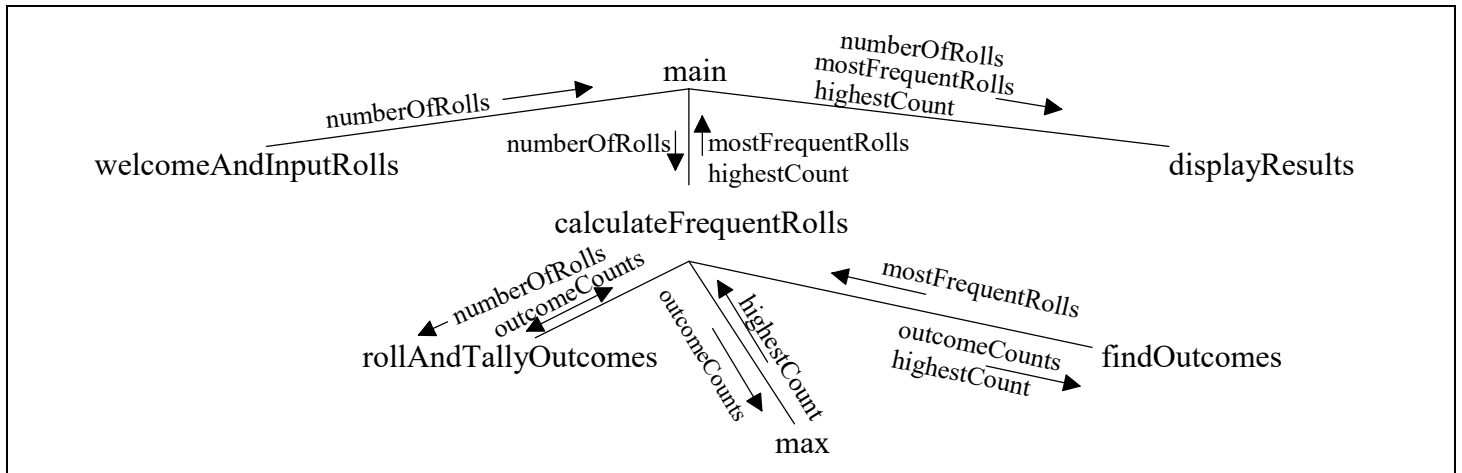 main
numberOfRolls
mostFrequentRolls
highestCount
numberOfRolls
welcomeAndInputRolls
numberOfRolls
mostFrequentRolls
highestCount
displayResults
calculateFrequentRolls
numberOfRolls
outcomeCounts
rollAndTallyOutcomes
outcomeCounts
highestCount
max
mostFrequentRolls
outcomeCounts
highestCount
findOutcomes